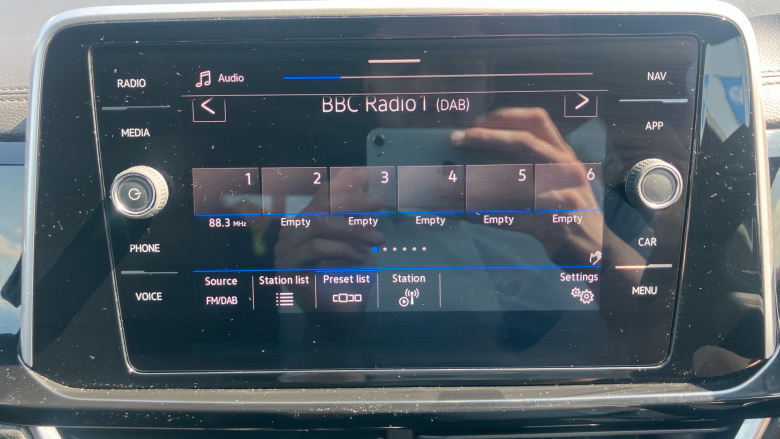 RADIO
MEDIA
PHONE
VOICE
Audio
BBC Radio 1 (DAB)
1 2 3 4 5 6
88.3 MHz Empty Empty Empty Empty Empty
Source Station list Preset list Station Settings
FM/DAB
NAV
APP
CAR
MENU